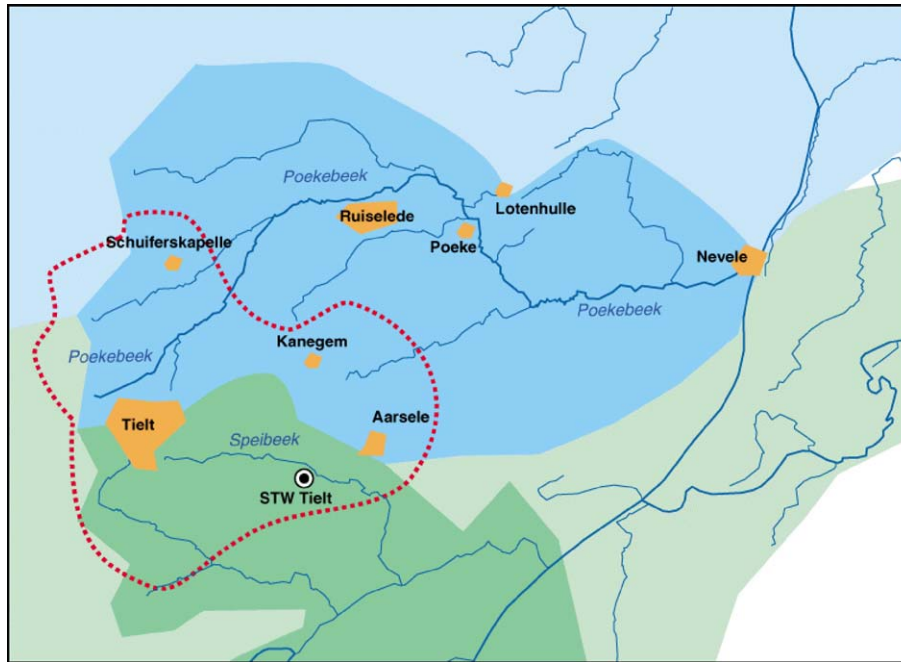 Poekebeek
Lotenhulle
Ruiselede
Poeke
Schuiferskapelle
Nevele
Poekebeek
Kanegem
Poekebeek
Aarsele
Tielt
Speibeek
STW Tielt